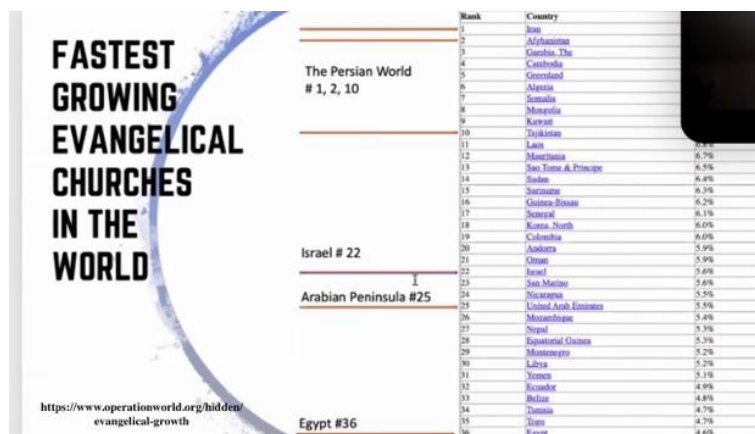 FASTEST
GROWING
EVANGELICAL
CHURCHES
IN THE
WORLD
https://www.operationworld.org/hidden/
evangelical-growth
The Persian World
# 1, 2, 10
Israel # 22
Arabian Peninsula #25
Egypt #36
Rank Country
1 Iran
2 Afghanistan
3 Gambia, The
4 Cambodia
5 Greenland
6 Algeria
7 Somalia
8 Mongolia
9 Kuwait
10 Tajikistan
11 Laos 6.8%
12 Mauritania 6.7%
13 Sao Tome & Principe 6.5%
14 Sudan 6.4%
15 Suriname 6.3%
16 Guinea-Bissau 6.2%
17 Senegal 6.1%
18 Korea, North 6.0%
19 Colombia 6.0%
20 Andorra 5.9%
21 Oman 5.9%
22 Israel 5.6%
23 San Marino 5.6%
24 Nicaragua 5.5%
25 United Arab Emirates 5.5%
26 Mozambique 5.4%
27 Nepal 5.3%
28 Equatorial Guinea 5.3%
29 Montenegro 5.2%
30 Libya 5.2%
31 Yemen 5.1%
32 Ecuador 4.9%
33 Belize 4.8%
34 Tunisia 4.7%
35 Togo 4.7%
36 Egypt 4.6%